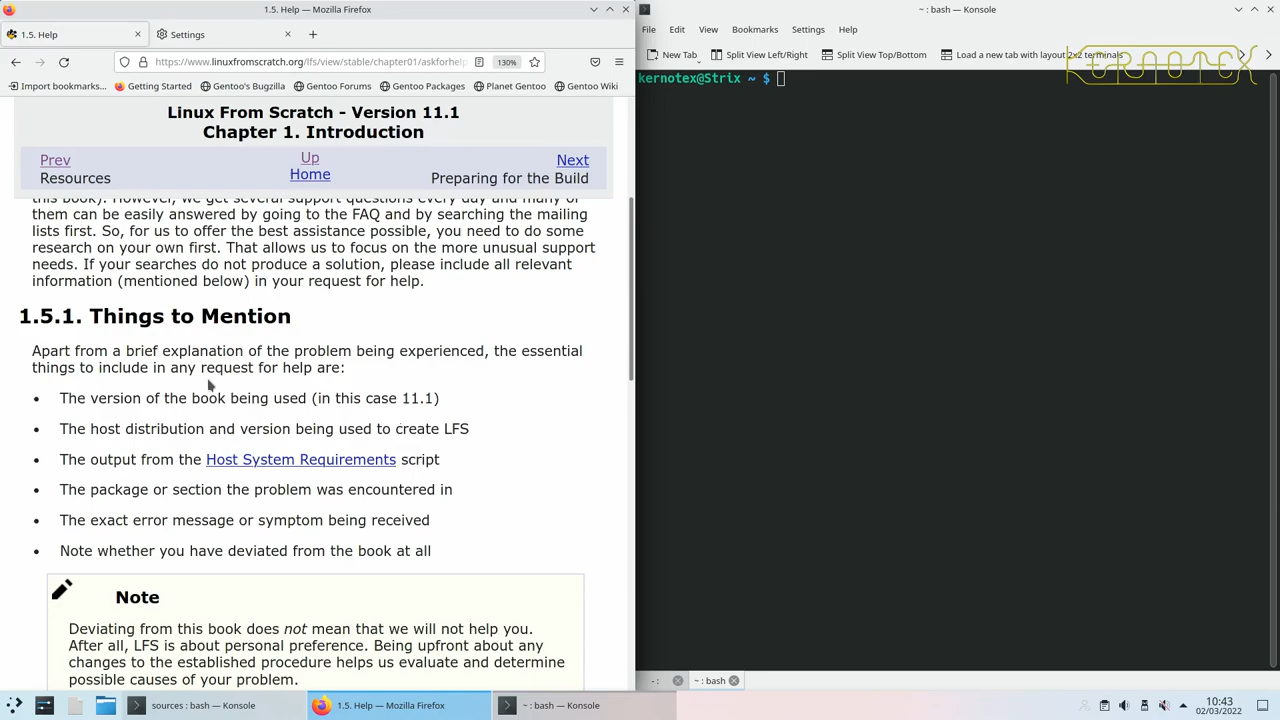 1.5. Help — Mozilla Firefox
1.5. Help
Settings
https://www.linuxfromscratch.org/lfs/view/stable/chapter01/askforhelp
130%
Import bookmarks...
Getting Started
Gentoo's Bugzilla
Gentoo Forums
Gentoo Packages
Planet Gentoo
Gentoo Wiki
Linux From Scratch - Version 11.1
Chapter 1. Introduction
Prev
Up
Next
Resources
Home
Preparing for the Build
this book). However, we get several support questions every day and many of
them can be easily answered by going to the FAQ and by searching the mailing
lists first. So, for us to offer the best assistance possible, you need to do some
research on your own first. That allows us to focus on the more unusual support
needs. If your searches do not produce a solution, please include all relevant
information (mentioned below) in your request for help.
1.5.1. Things to Mention
Apart from a brief explanation of the problem being experienced, the essential
things to include in any request for help are:
• The version of the book being used (in this case 11.1)
• The host distribution and version being used to create LFS
• The output from the Host System Requirements script
• The package or section the problem was encountered in
• The exact error message or symptom being received
• Note whether you have deviated from the book at all
Note
Deviating from this book does not mean that we will not help you.
After all, LFS is about personal preference. Being upfront about any
changes to the established procedure helps us evaluate and determine
possible causes of your problem.
~ : bash — Konsole
File
Edit
View
Bookmarks
Settings
Help
New Tab
Split View Left/Right
Split View Top/Bottom
Load a new tab with layout 2x2 terminals
KERNOTEX
kernotex@Strix ~ $
- :
~ : bash
sources : bash — Konsole
1.5. Help — Mozilla Firefox
~ : bash — Konsole
10:43
02/03/2022